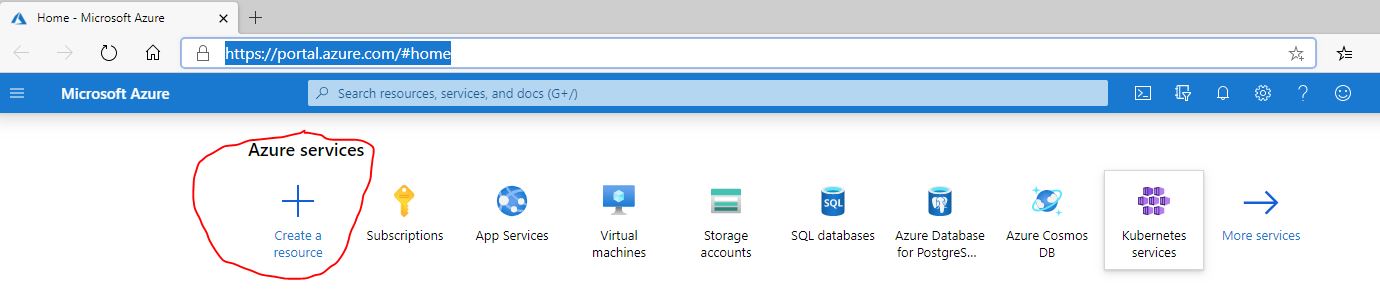 Home - Microsoft Azure
https://portal.azure.com/#home
Microsoft Azure
Search resources, services, and docs (G+/)
Azure services
Create a
resource
Subscriptions
App Services
Virtual
machines
Storage
accounts
SQL
SQL databases
Azure Database
for PostgreS...
Azure Cosmos
DB
Kubernetes
services
More services